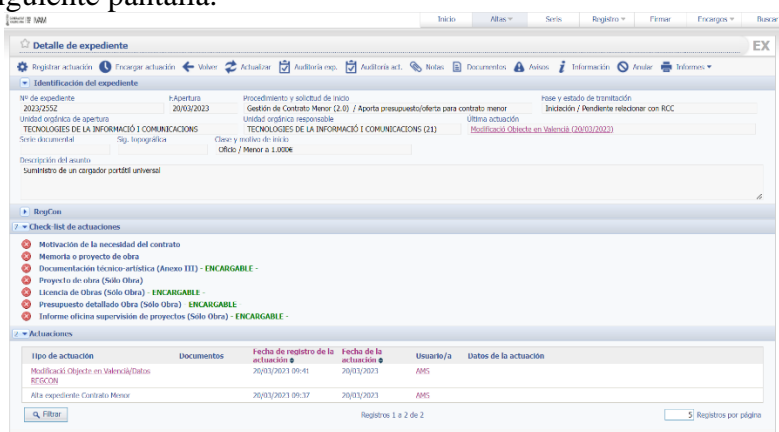 siguiente pantalla:
IVAM
Inicio Altas Seris Registro Firmar Encargos Buscar
Detalle de expediente EX
Registrar actuación Encargar actuación Volver Actualizar Auditoría exp. Auditoría act. Notas Documentos Avisos Información Anular Informes
Identificación del expediente
Nº de expediente F.Apertura Procedimiento y solicitud de inicio Fase y estado de tramitación
2023/255Z 20/03/2023 Gestión de Contrato Menor (2.0) / Aporta presupuesto/oferta para contrato menor Iniciación / Pendiente relacionar con RCC
Unidad orgánica de apertura Unidad orgánica responsable Última actuación
TECNOLOGIES DE LA INFORMACIÓ I COMUNICACIONS TECNOLOGIES DE LA INFORMACIÓ I COMUNICACIONS (21) Modificació Objecte en Valencià (20/03/2023)
Serie documental Sig. topográfica Clase y motivo de inicio
Oficio / Menor a 1.000€
Descripción del asunto
Suministro de un cargador portátil universal
RegCon
? Check-list de actuaciones
Motivación de la necesidad del contrato
Memoria o proyecto de obra
Documentación técnico-artística (Anexo III) - ENCARGABLE -
Proyecto de obra (Sólo Obra)
Licencia de Obras (Sólo Obra) - ENCARGABLE -
Presupuesto detallado Obra (Sólo Obra) - ENCARGABLE -
Informe oficina supervisión de proyectos (Sólo Obra) - ENCARGABLE -
? Actuaciones
Tipo de actuación Documentos Fecha de registro de la actuación Fecha de la actuación Usuario/a Datos de la actuación
Modificació Objecte en Valencià/Datos REGCON 20/03/2023 09:41 20/03/2023 AMS
Alta expediente Contrato Menor 20/03/2023 09:37 20/03/2023 AMS
Filtrar Registros 1 a 2 de 2 5 Registros por página